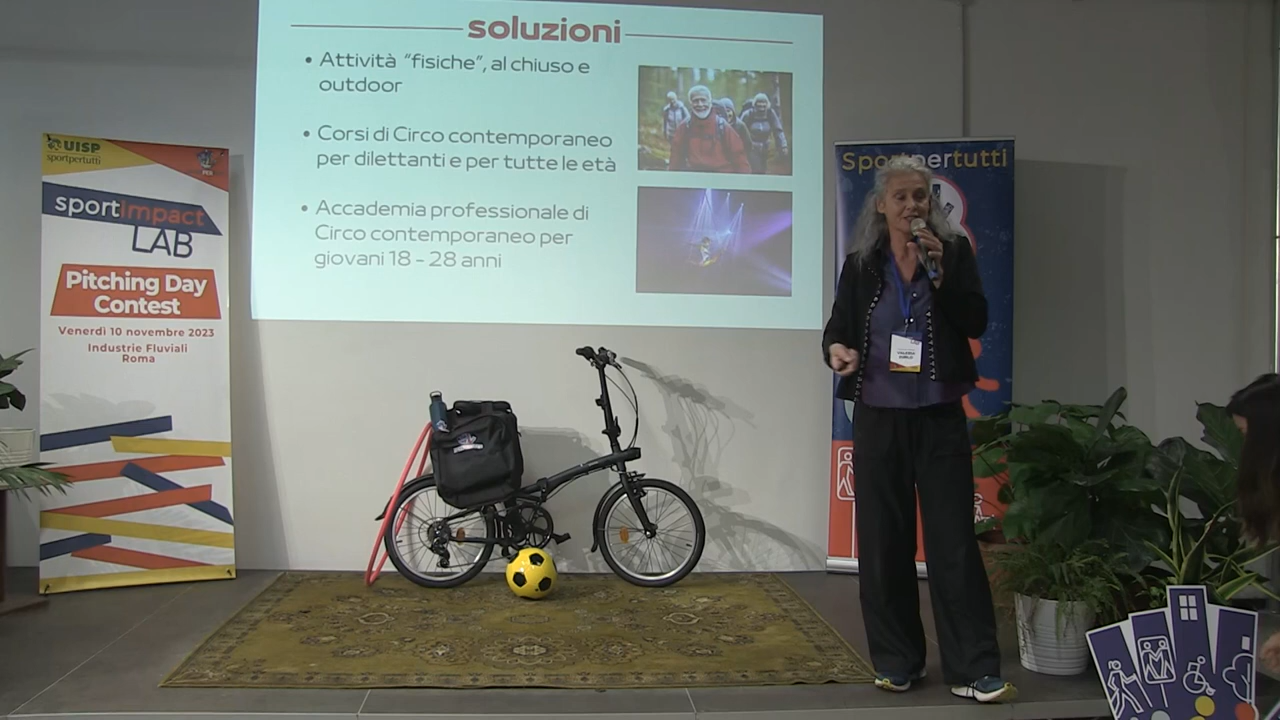 soluzioni
• Attività “fisiche”, al chiuso e
outdoor
• Corsi di Circo contemporaneo
per dilettanti e per tutte le età
• Accademia professionale di
Circo contemporaneo per
giovani 18 - 28 anni
UISP
sportpertutti
sportimpact
LAB
Pitching Day
Contest
Venerdì 10 novembre 2023
Industrie Fluviali
Roma
Sportpertutti
VALERIA